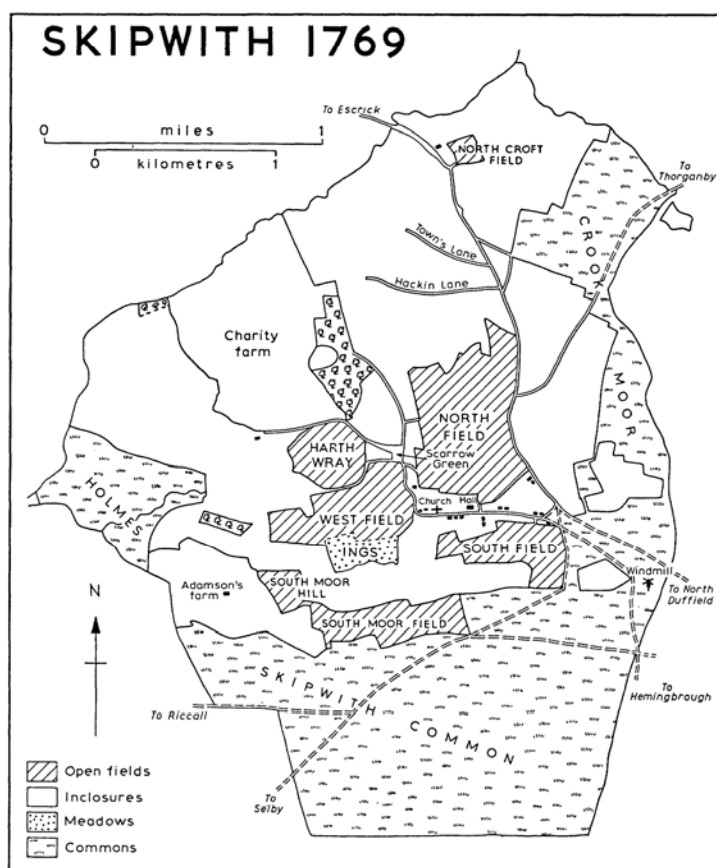 SKIPWITH 1769
0 miles 1
0 kilometres 1
To Escrick
NORTH CROFT
FIELD
To
Thorganby
CROOK
MOOR
Town's Lane
Hackin Lane
Charity
farm
NORTH
FIELD
HARTH
WRAY
Scarrow
Green
HOLMES
Church Hall
WEST FIELD
INGS
SOUTH FIELD
Windmill
To North
Duffield
SOUTH MOOR
HILL
Adamson's
farm
SOUTH MOOR FIELD
N
SKIPWITH
COMMON
To
Hemingbrough
To Riccall
To
Selby
Open fields
Inclosures
Meadows
Commons